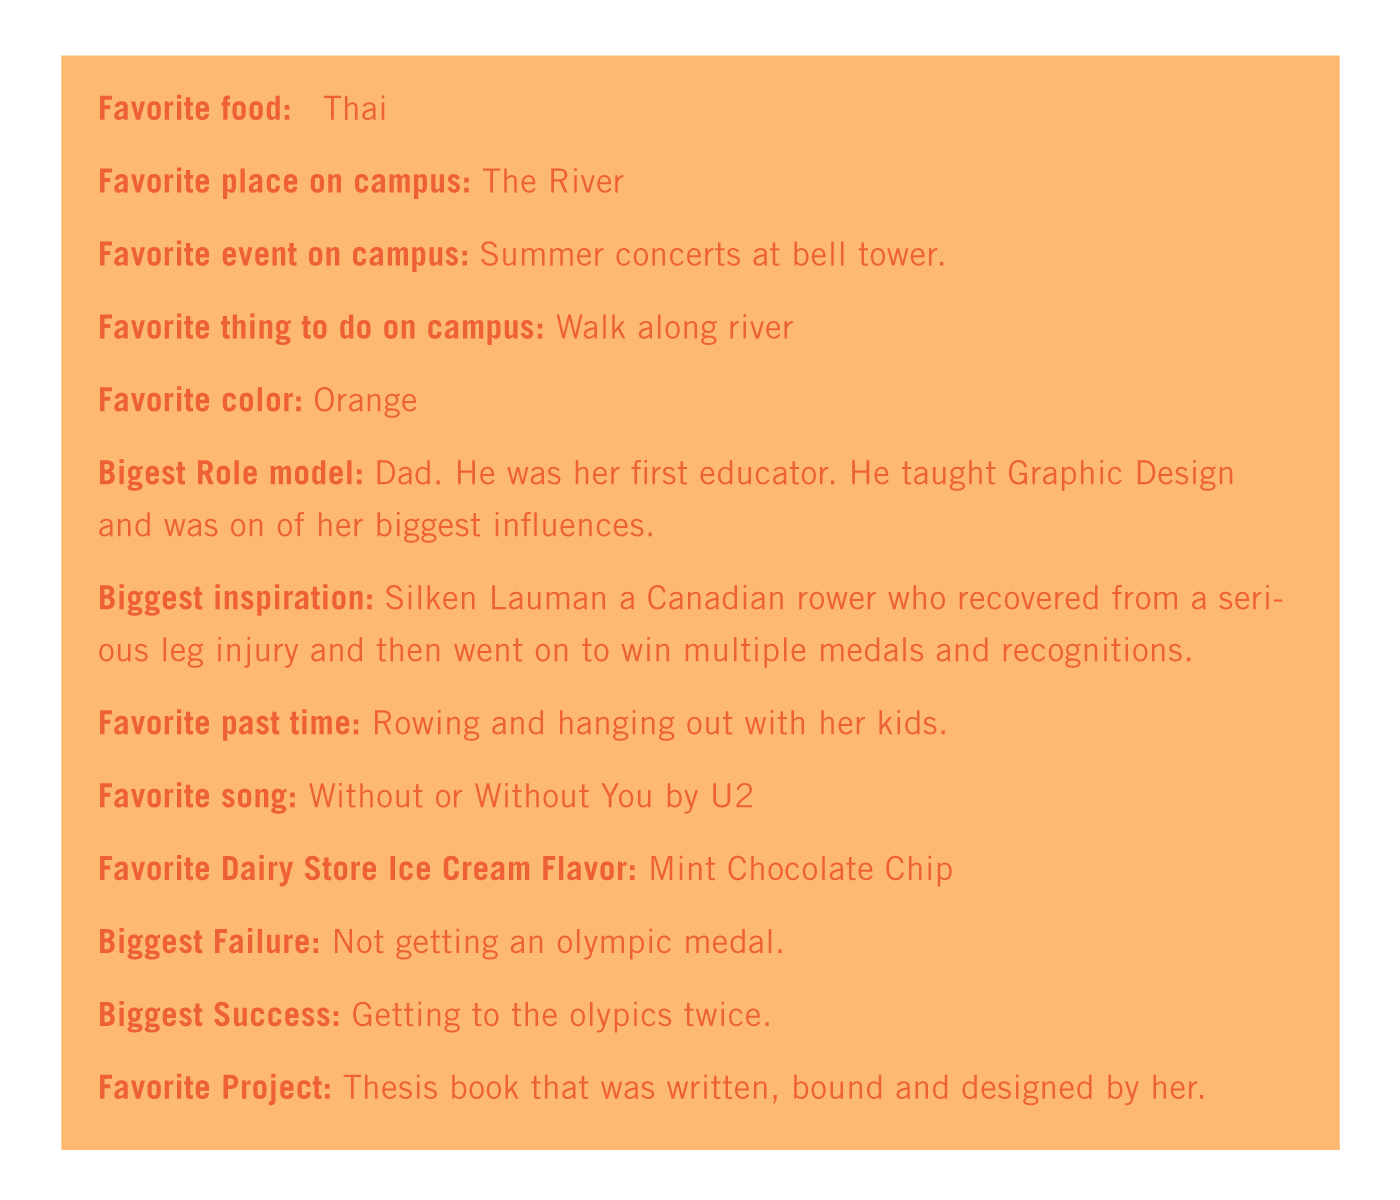 Favorite food: Thai
Favorite place on campus: The River
Favorite event on campus: Summer concerts at bell tower.
Favorite thing to do on campus: Walk along river
Favorite color: Orange
Bigest Role model: Dad. He was her first educator. He taught Graphic Design
and was on of her biggest influences.
Biggest inspiration: Silken Lauman a Canadian rower who recovered from a seri-
ous leg injury and then went on to win multiple medals and recognitions.
Favorite past time: Rowing and hanging out with her kids.
Favorite song: Without or Without You by U2
Favorite Dairy Store Ice Cream Flavor: Mint Chocolate Chip
Biggest Failure: Not getting an olympic medal.
Biggest Success: Getting to the olypics twice.
Favorite Project: Thesis book that was written, bound and designed by her.